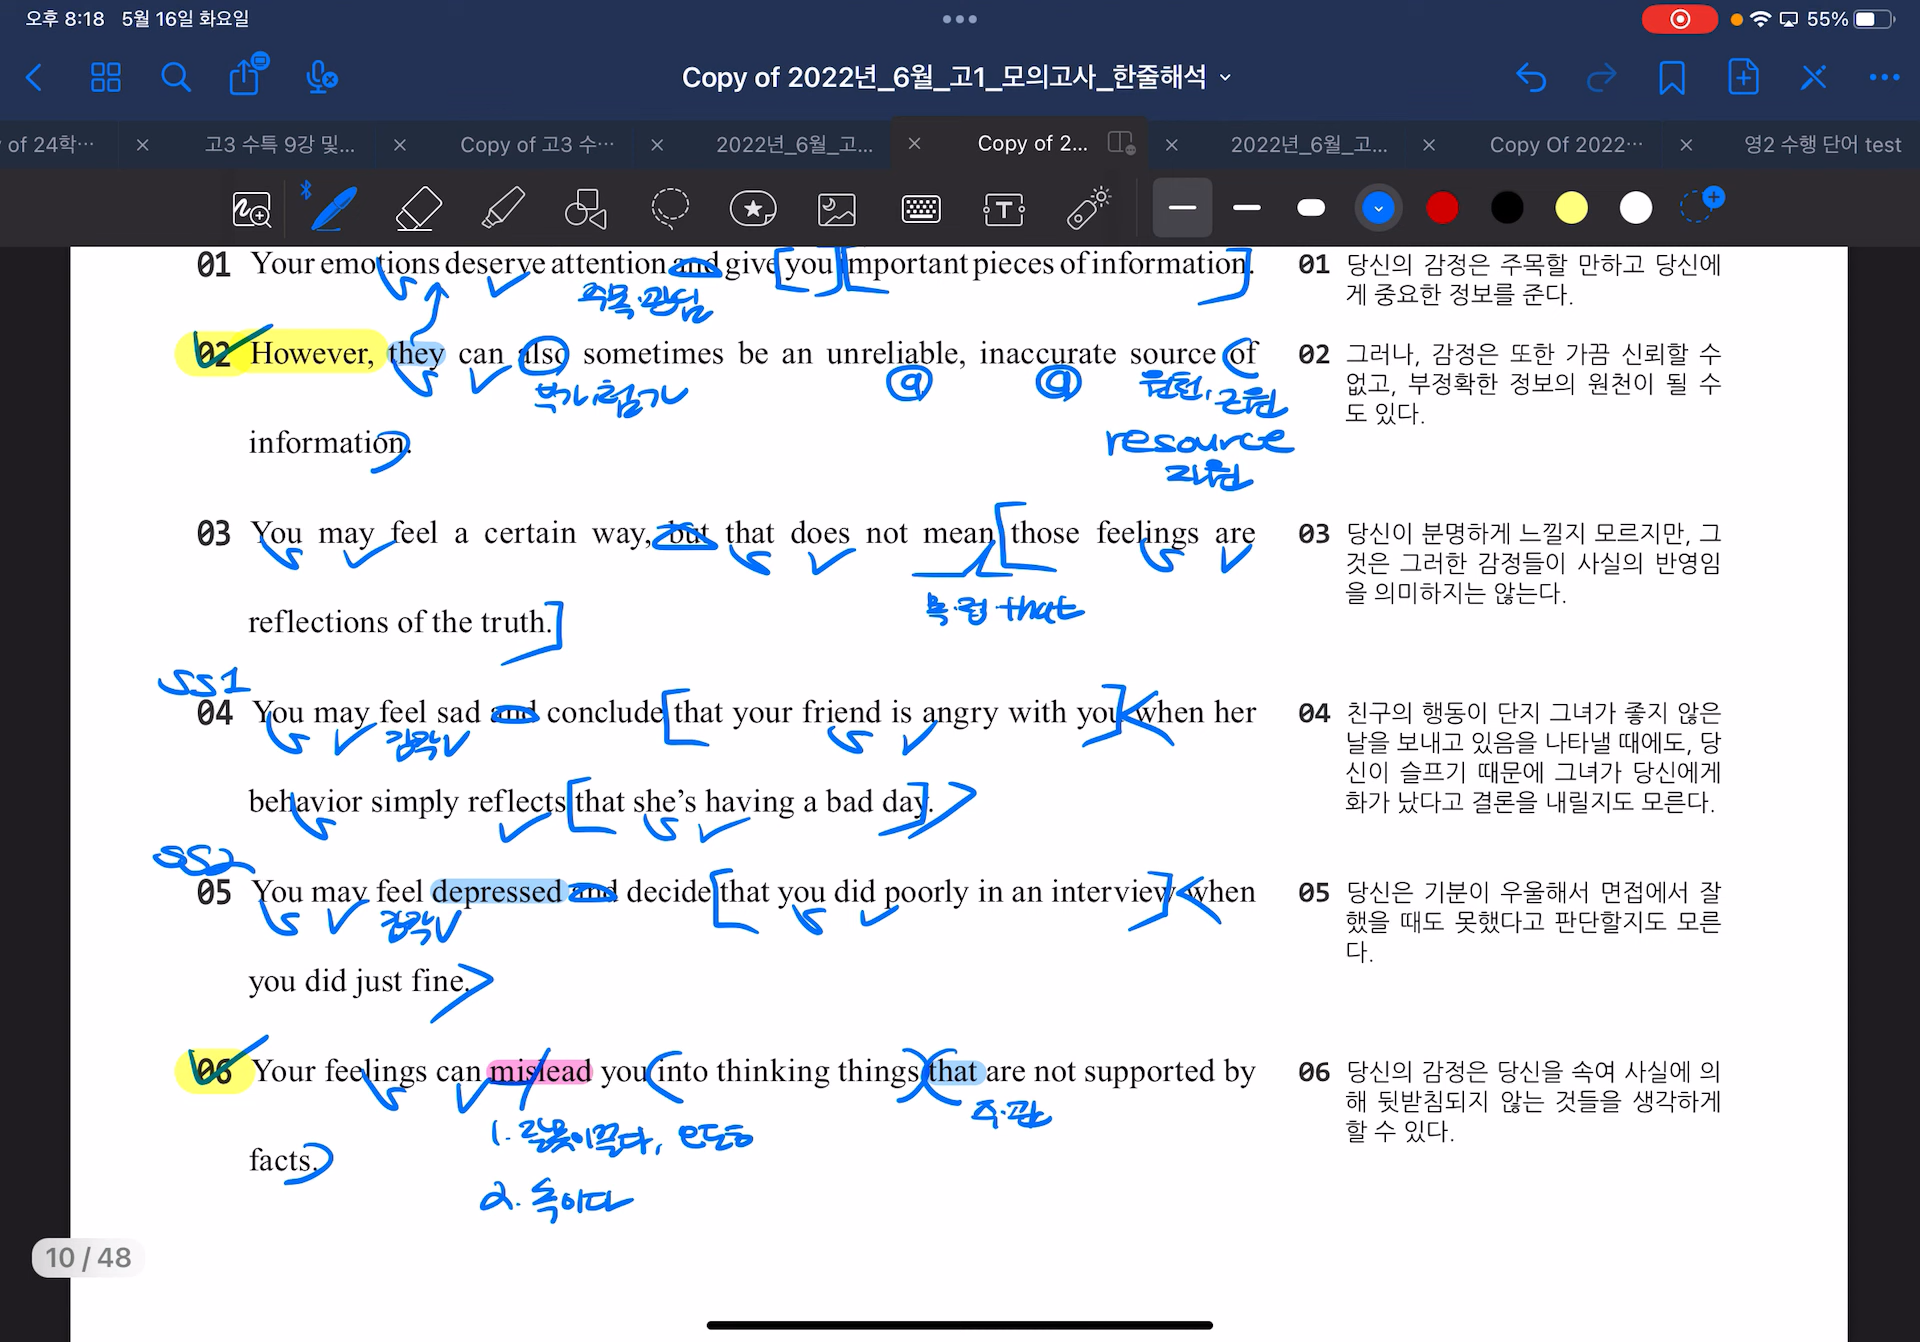 오후 8:18 5월 16일 화요일
55%
Copy of 2022년_6월_고1_모의고사_한줄해석
of 24학…
고3 수특 9강 및...
Copy of 고3 수…
2022년_6월_고...
Copy of 2...
2022년_6월_고...
Copy Of 2022…
영2 수행 단어 test
01 Your emotions deserve attention and give you important pieces of information.
주목·관심
01 당신의 감정은 주목할 만하고 당신에
게 중요한 정보를 준다.
02 However, they can also sometimes be an unreliable, inaccurate source of
부가, 첨가
ⓐ ⓐ 원천, 근원
information.
resource
자원
02 그러나, 감정은 또한 가끔 신뢰할 수
없고, 부정확한 정보의 원천이 될 수
도 있다.
03 You may feel a certain way, but that does not mean those feelings are
목·접 that
reflections of the truth.
03 당신이 분명하게 느낄지 모르지만, 그
것은 그러한 감정들이 사실의 반영임
을 의미하지는 않는다.
SS1
04 You may feel sad and conclude that your friend is angry with you when her
감각v
behavior simply reflects that she’s having a bad day.
04 친구의 행동이 단지 그녀가 좋지 않은
날을 보내고 있음을 나타낼 때에도, 당
신이 슬프기 때문에 그녀가 당신에게
화가 났다고 결론을 내릴지도 모른다.
SS2
05 You may feel depressed and decide that you did poorly in an interview when
감각v
you did just fine.
05 당신은 기분이 우울해서 면접에서 잘
했을 때도 못했다고 판단할지도 모른
다.
06 Your feelings can mislead you into thinking things that are not supported by
주·관
1. 잘못이끌다, 인도
facts.
2. 속이다
06 당신의 감정은 당신을 속여 사실에 의
해 뒷받침되지 않는 것들을 생각하게
할 수 있다.
10 / 48